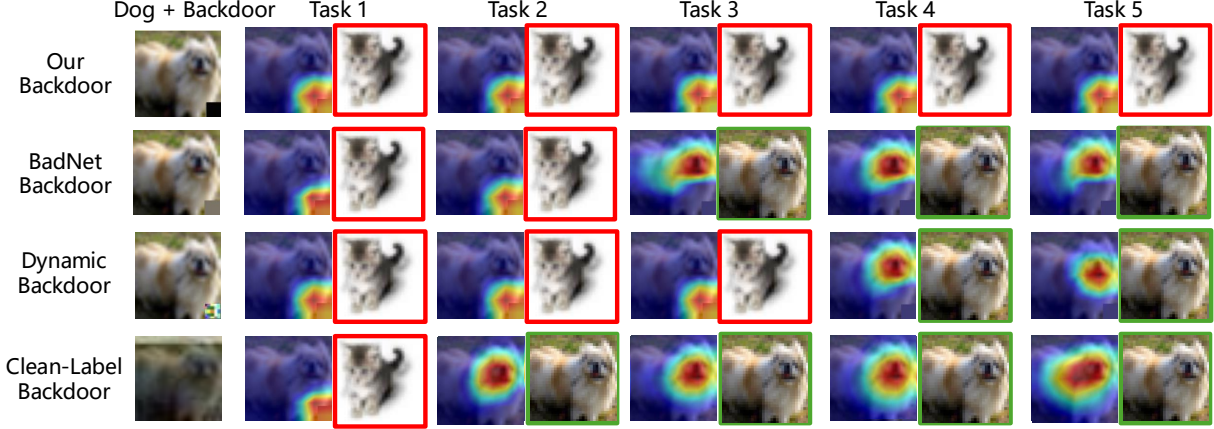 Dog + Backdoor Task 1 Task 2 Task 3 Task 4 Task 5
Our
Backdoor
BadNet
Backdoor
Dynamic
Backdoor
Clean-Label
Backdoor